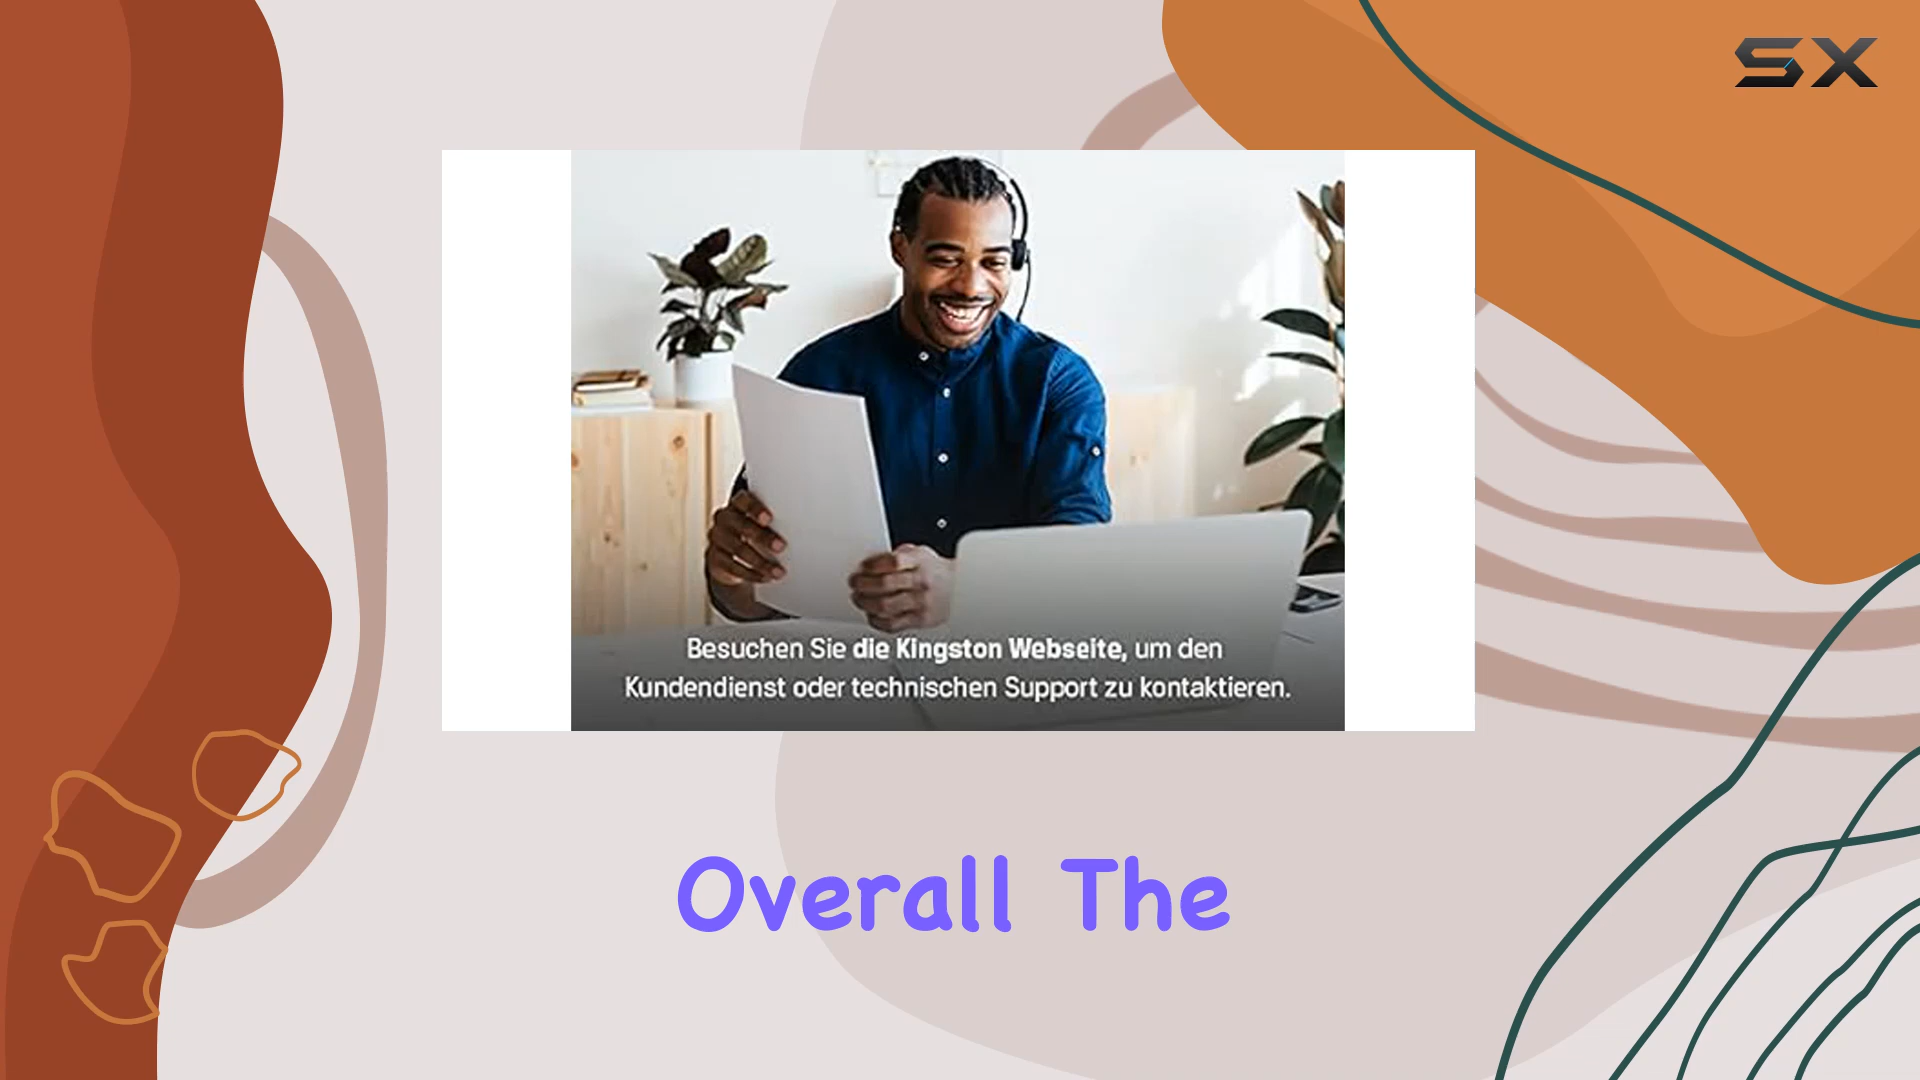 SX
Besuchen Sie die Kingston Webseite, um den
Kundendienst oder technischen Support zu kontaktieren.
Overall The